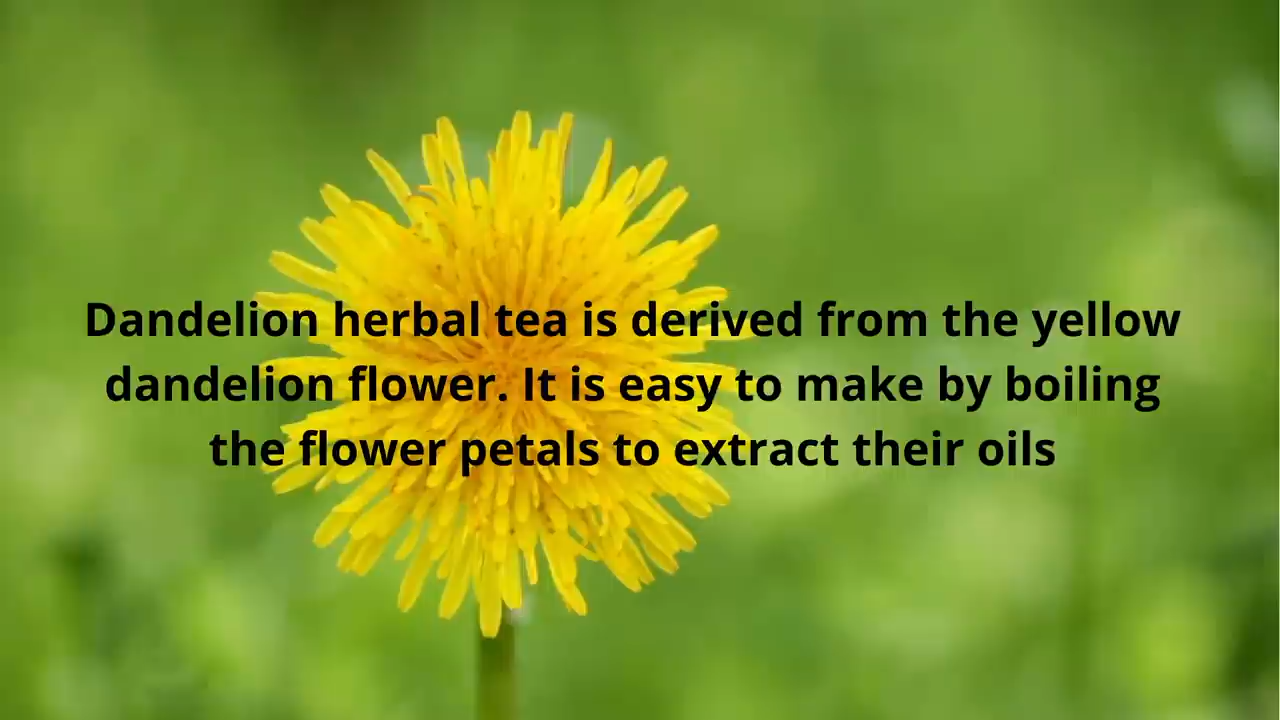 Dandelion herbal tea is derived from the yellow
dandelion flower. It is easy to make by boiling
the flower petals to extract their oils